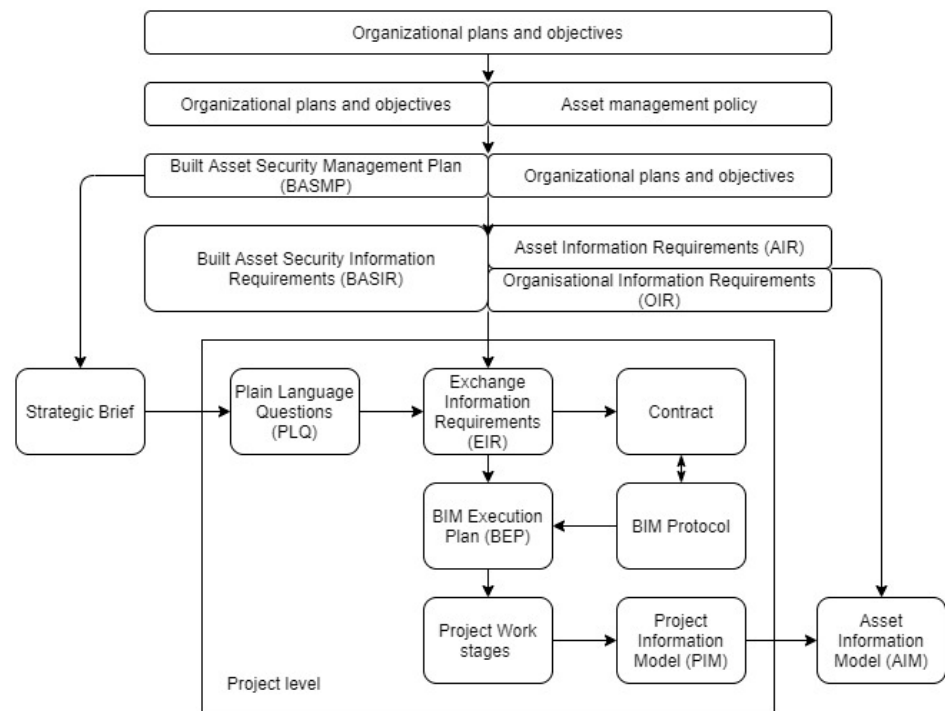 Organizational plans and objectives
Organizational plans and objectives
Asset management policy
Built Asset Security Management Plan
(BASMP)
Organizational plans and objectives
Built Asset Security Information
Requirements (BASIR)
Asset Information Requirements (AIR)
Organisational Information Requirements
(OIR)
Strategic Brief
Plain Language
Questions
(PLQ)
Exchange
Information
Requirements
(EIR)
Contract
BIM Execution
Plan (BEP)
BIM Protocol
Project Work
stages
Project
Information
Model (PIM)
Asset
Information
Model (AIM)
Project level